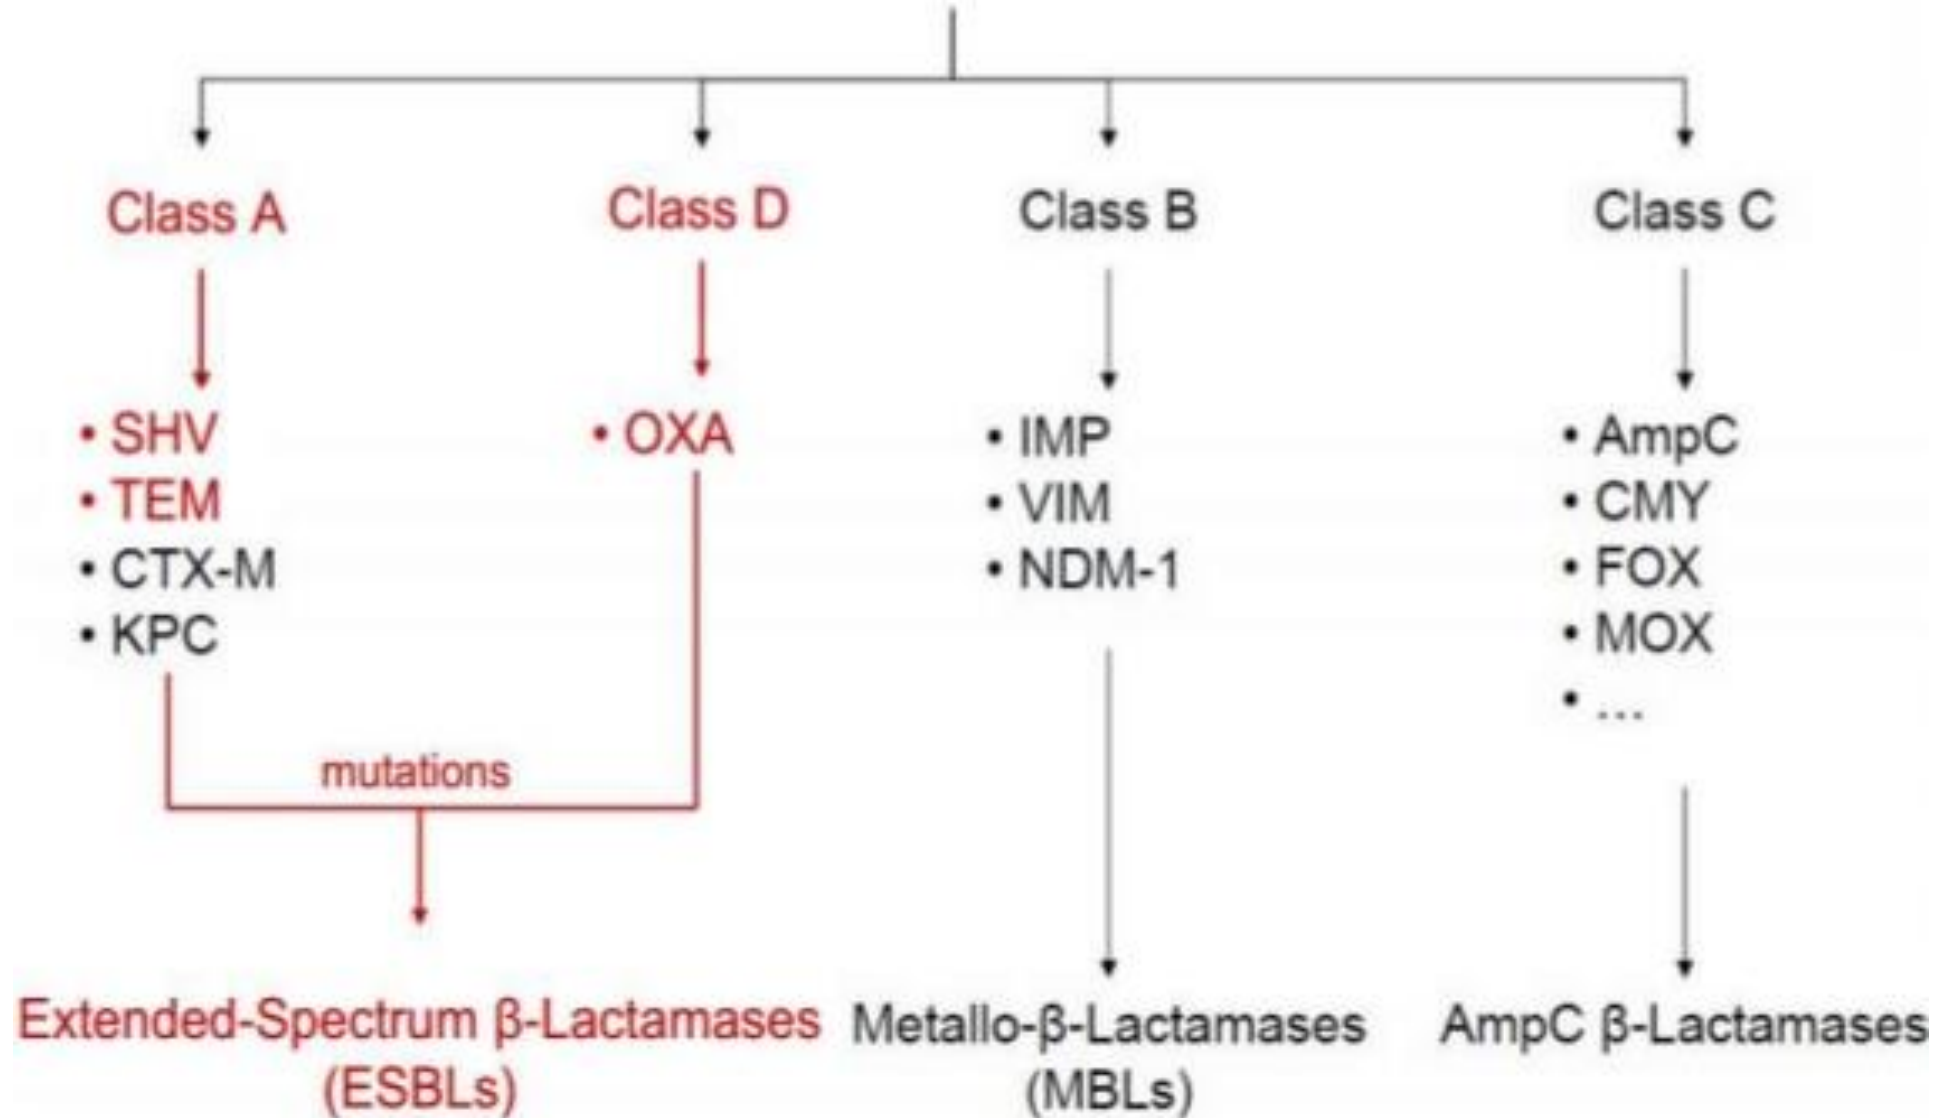 Class A
Class D
Class B
Class C
• SHV
• TEM
• CTX-M
• KPC
• OXA
• IMP
• VIM
• NDM-1
• AmpC
• CMY
• FOX
• MOX
• ...
mutations
Extended-Spectrum β-Lactamases
(ESBLs)
Metallo-β-Lactamases
(MBLs)
AmpC β-Lactamases